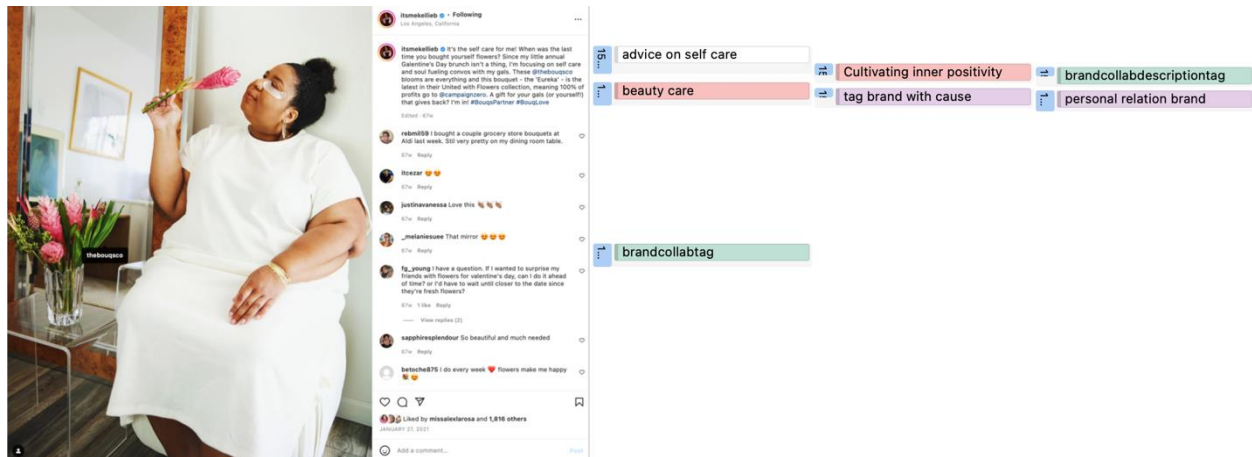 itsmekellieb • Following
Los Angeles, California
itsmekellieb It's the self care for me! When was the last
time you bought yourself flowers? Since my little annual
Galentine's Day brunch isn't a thing, I'm focusing on self care
and soul fueling convos with my gals. These @thebouqsco
blooms are everything and this bouquet - the 'Eureka' - is the
latest in their United with Flowers collection, meaning 100% of
profits go to @campaignzero. A gift for your gals (or yourself!)
that gives back? I'm in! #BouqsPartner #BouqLove
Edited · 67w
rebmil59 I bought a couple grocery store bouquets at
Aldi last week. Stil very pretty on my dining room table.
67w Reply
itcezar 😍😍
67w Reply
justinavanessa Love this 👏🏽👏🏽👏🏽
67w Reply
_melaniesuee That mirror 😍😍😍
67w Reply
fg_young I have a question. If I wanted to surprise my
friends with flowers for valentine's day, can I do it ahead
of time? or I'd have to wait until closer to the date since
they're fresh flowers?
67w 1 like Reply
View replies (2)
sapphiresplendour So beautiful and much needed
67w Reply
betoche875 I do every week ❤️ flowers make me happy
Liked by missalexlarosa and 1,816 others
JANUARY 27, 2021
Add a comment...
Post
thebouqsco
15...
advice on self care
15
Cultivating inner positivity
1
brandcollabdescriptiontag
1...
beauty care
1
tag brand with cause
1...
personal relation brand
1...
brandcollabtag